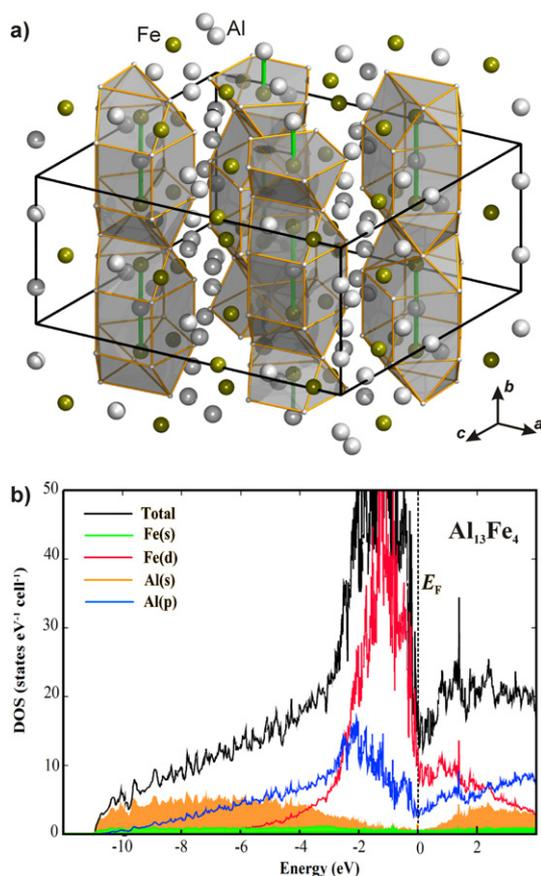 a)
Fe
Al
b
c
a
b)
50
40
30
20
10
0
DOS (states eV⁻¹ cell⁻¹)
Total
Fe(s)
Fe(d)
Al(s)
Al(p)
Al₁₃Fe₄
E_F
-10
-8
-6
-4
-2
0
2
Energy (eV)